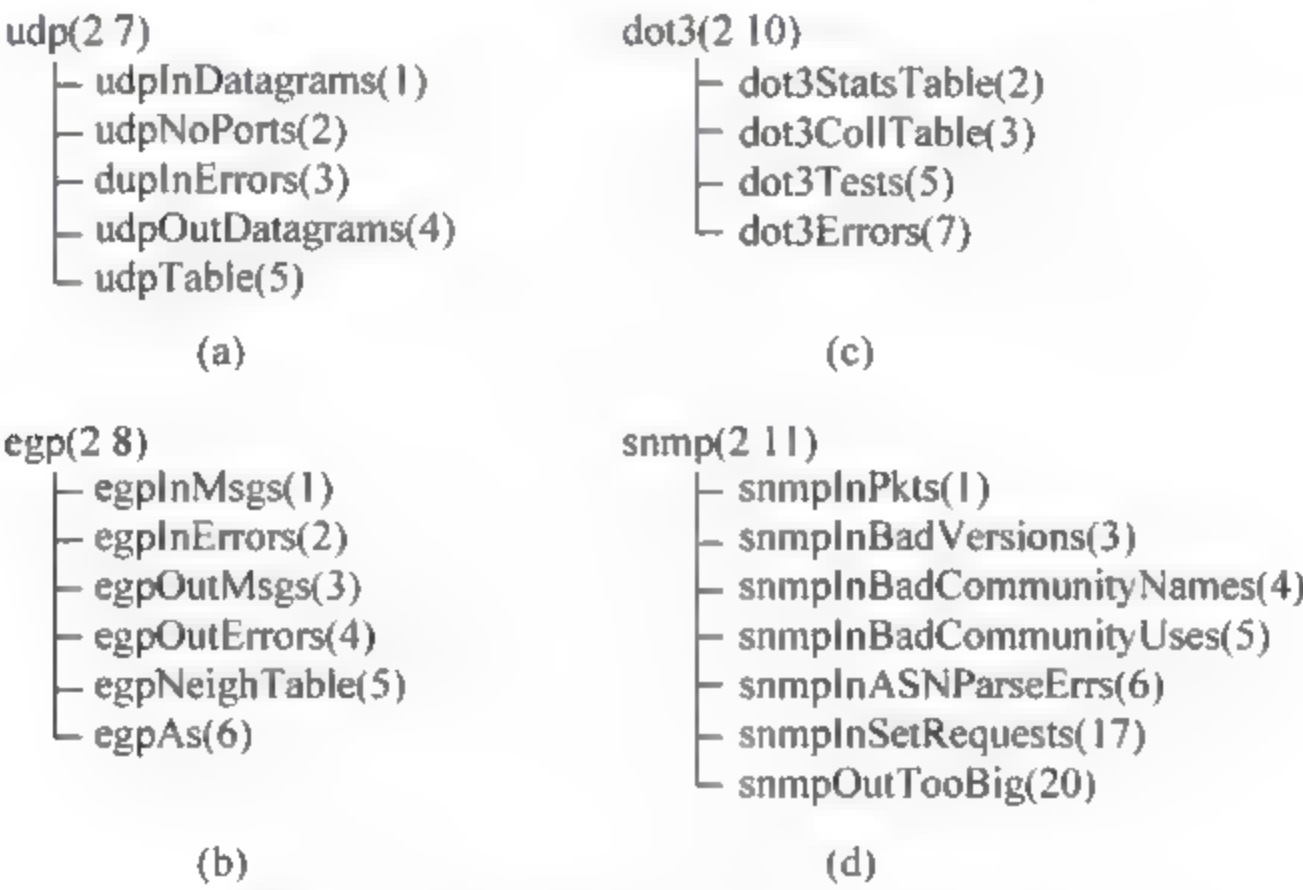 udp(2 7)
udpInDatagrams(1)
udpNoPorts(2)
dupInErrors(3)
udpOutDatagrams(4)
udpTable(5)
(a)
dot3(2 10)
dot3StatsTable(2)
dot3CollTable(3)
dot3Tests(5)
dot3Errors(7)
(c)
egp(2 8)
egpInMsgs(1)
egpInErrors(2)
egpOutMsgs(3)
egpOutErrors(4)
egpNeighTable(5)
egpAs(6)
(b)
snmp(2 11)
snmpInPkts(1)
snmpInBadVersions(3)
snmpInBadCommunityNames(4)
snmpInBadCommunityUses(5)
snmpInASNParseErrs(6)
snmpInSetRequests(17)
snmpOutTooBig(20)
(d)